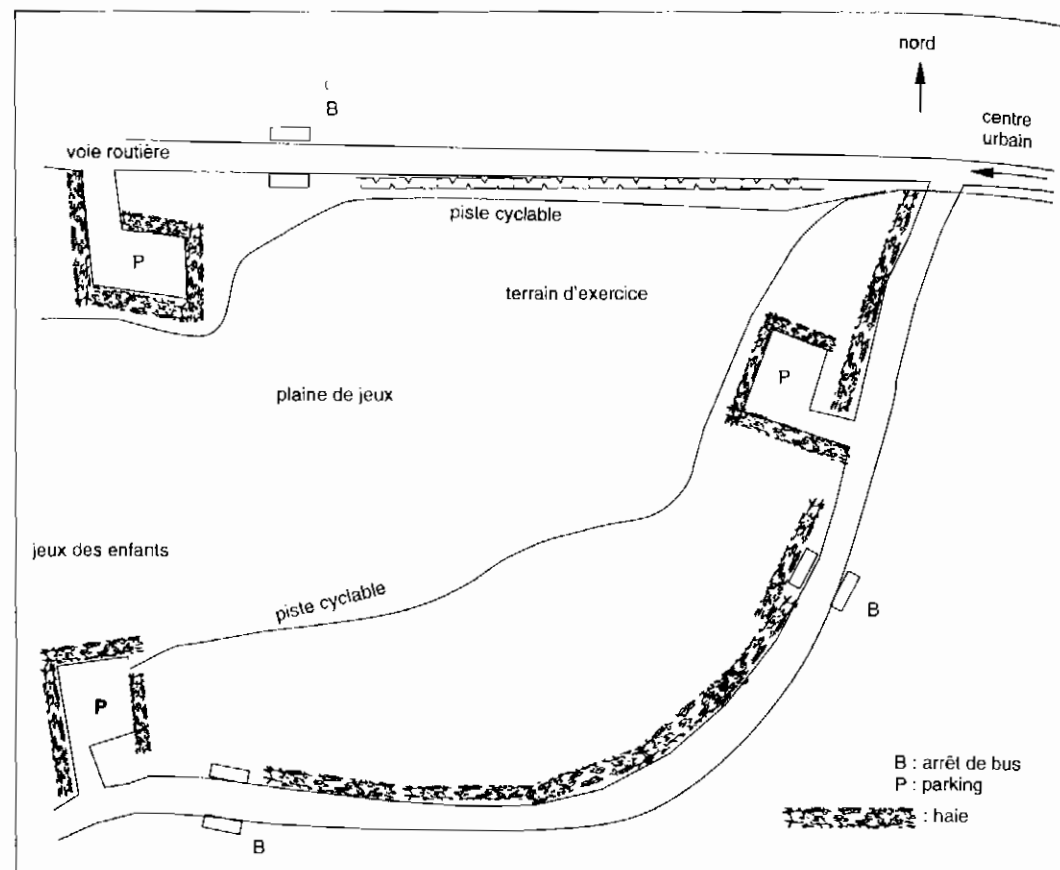 nord
B
centre
urbain
voie routière
piste cyclable
P
terrain d'exercice
P
plaine de jeux
jeux des enfants
piste cyclable
B
P
B : arrêt de bus
P : parking
: haie
B